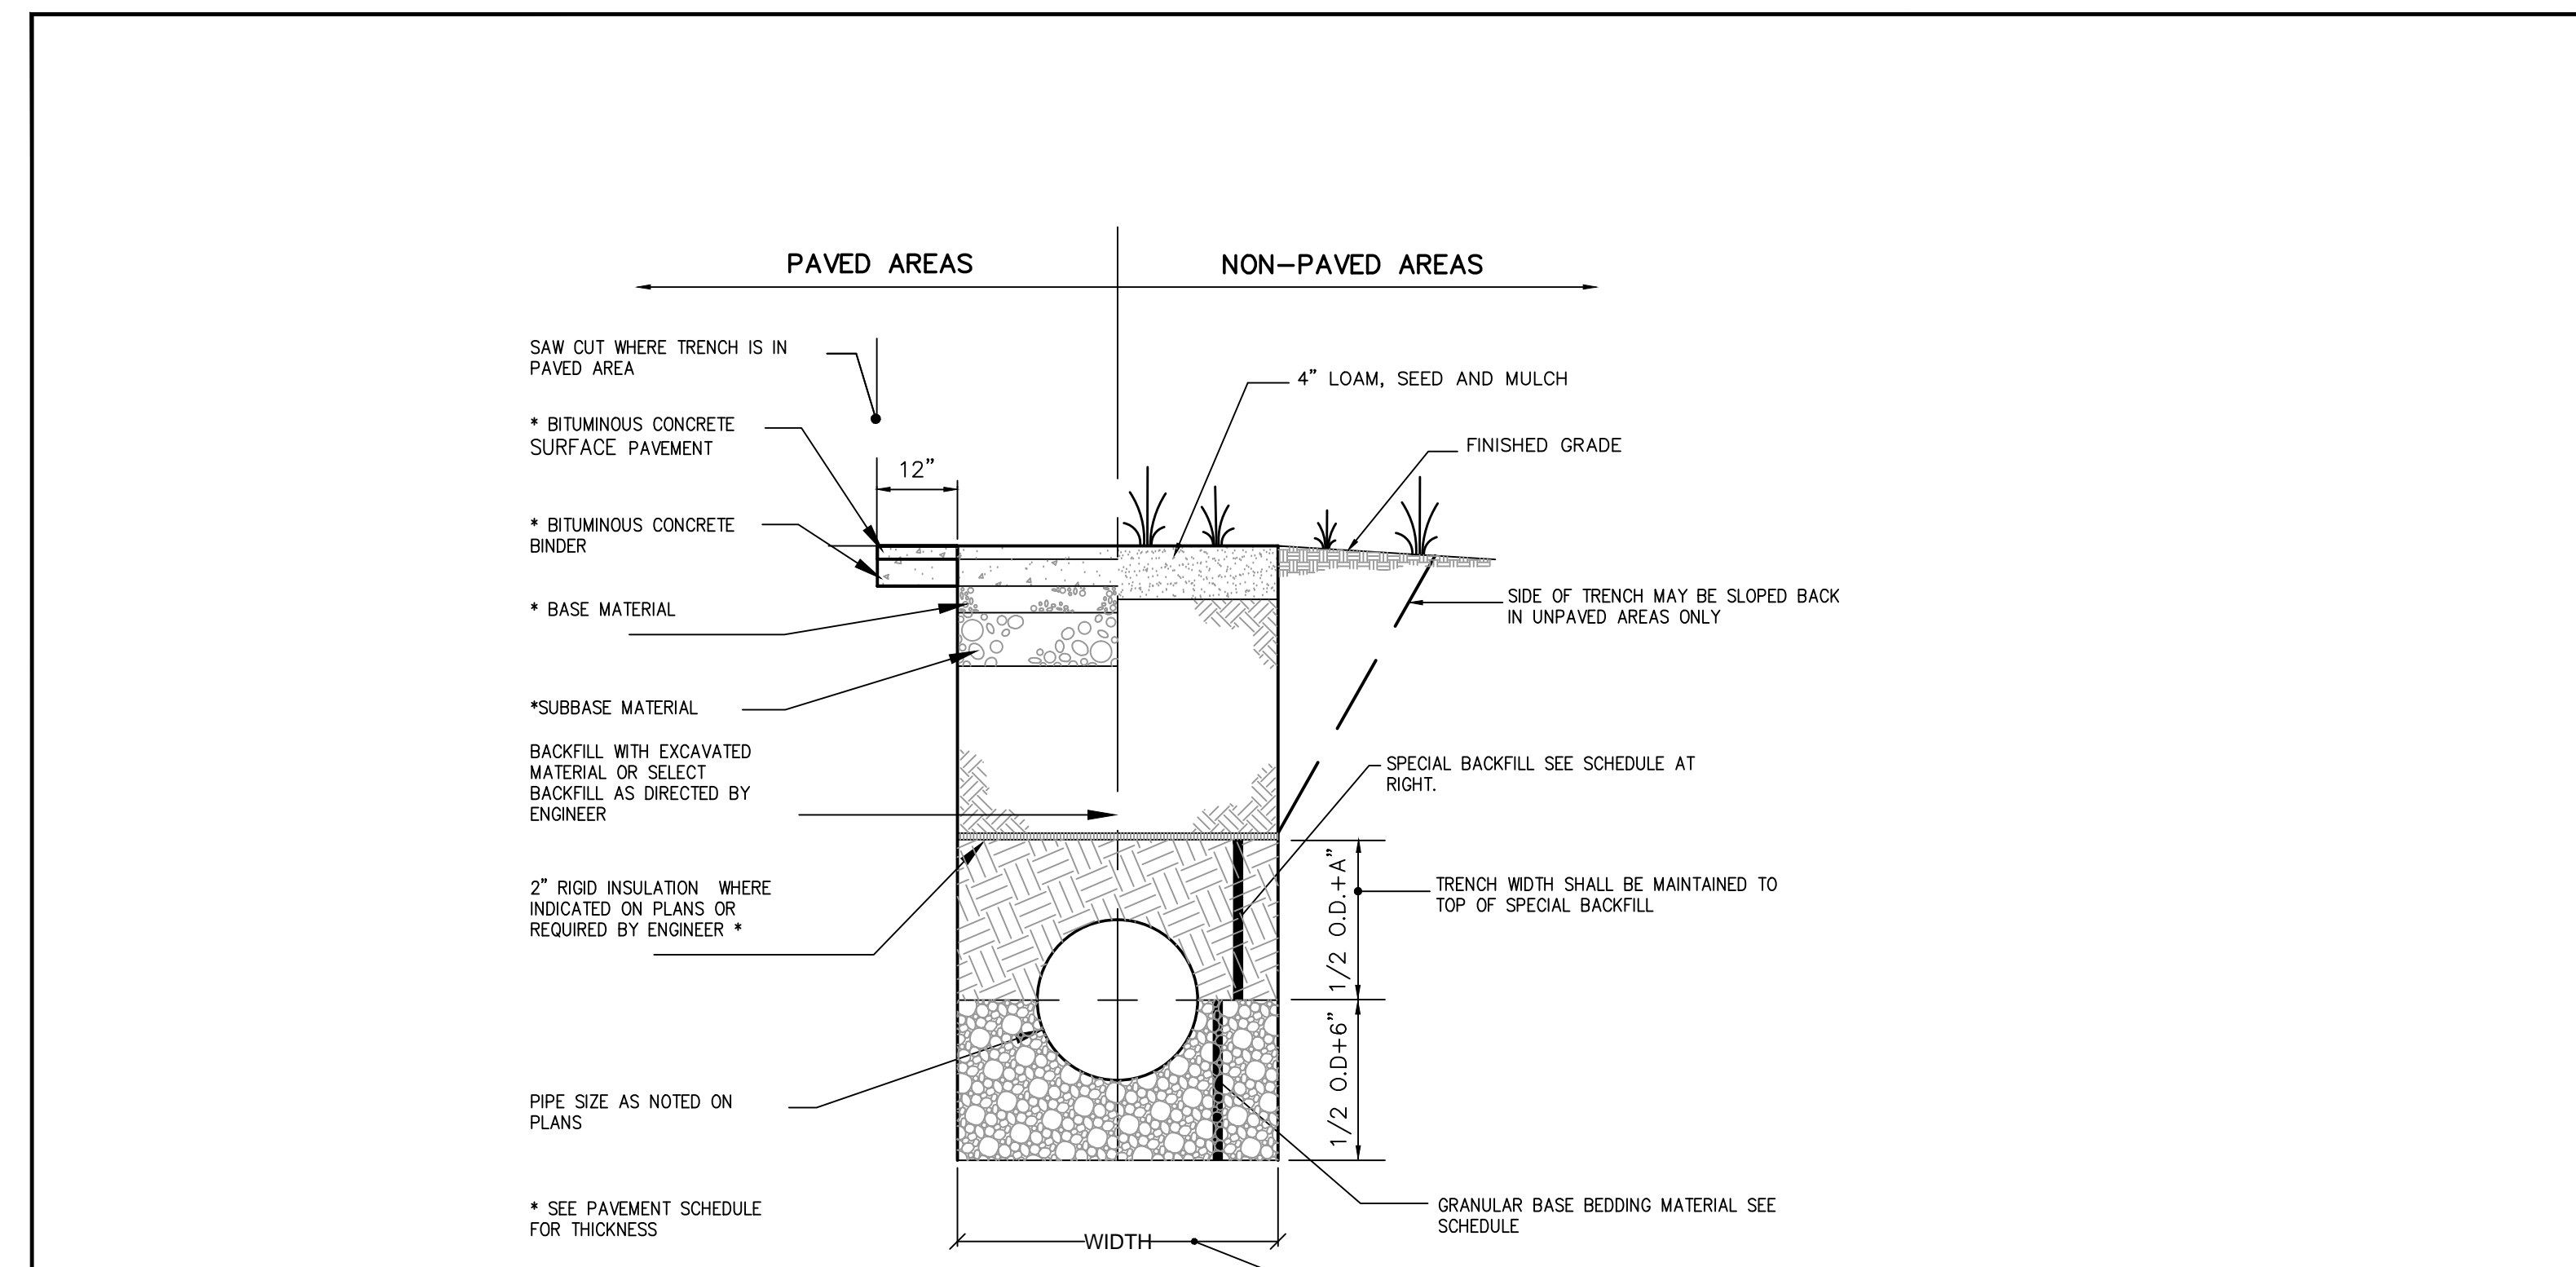 PAVED AREAS
NON-PAVED AREAS
SAW CUT WHERE TRENCH IS IN
PAVED AREA
* BITUMINOUS CONCRETE
SURFACE PAVEMENT
12"
* BITUMINOUS CONCRETE
BINDER
* BASE MATERIAL
*SUBBASE MATERIAL
BACKFILL WITH EXCAVATED
MATERIAL OR SELECT
BACKFILL AS DIRECTED BY
ENGINEER
2" RIGID INSULATION WHERE
INDICATED ON PLANS OR
REQUIRED BY ENGINEER *
PIPE SIZE AS NOTED ON
PLANS
* SEE PAVEMENT SCHEDULE
FOR THICKNESS
4" LOAM, SEED AND MULCH
FINISHED GRADE
SIDE OF TRENCH MAY BE SLOPED BACK
IN UNPAVED AREAS ONLY
SPECIAL BACKFILL SEE SCHEDULE AT
RIGHT.
1/2 O.D.+A"
TRENCH WIDTH SHALL BE MAINTAINED TO
TOP OF SPECIAL BACKFILL
1/2 O.D+6"
GRANULAR BASE BEDDING MATERIAL SEE
SCHEDULE
WIDTH